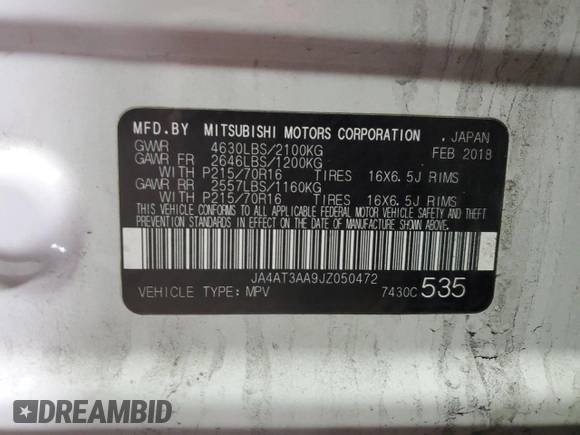 MFD.BY MITSUBISHI MOTORS CORPORATION . JAPAN
GVWR 4630LBS/2100KG FEB 2018
GAWR FR 2646LBS/1200KG
WITH P215/70R16 TIRES 16X6.5J RIMS
GAWR RR 2557LBS/1160KG
WITH P215/70R16 TIRES 16X6.5J RIMS
THIS VEHICLE CONFORMS TO ALL APPLICABLE FEDERAL MOTOR VEHICLE SAFETY AND THEFT
PREVENTION STANDARDS IN EFFECT ON THE DATE OF MANUFACTURE SHOWN ABOVE.
JA4AT3AA9JZ050472
VEHICLE TYPE:MPV 7430C 535
DREAMBID